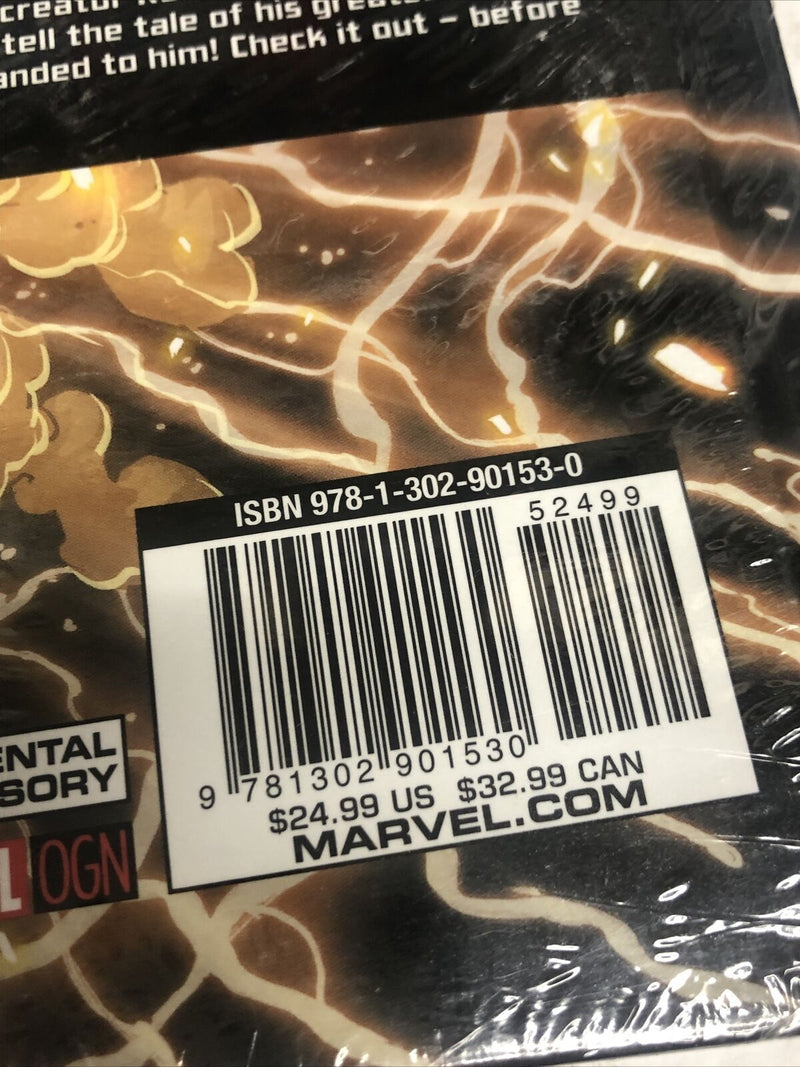 creator
tell the tale of his
anded to him! Check it out – before
ISBN 978-1-302-90153-0
52499
9 781302 901530
$24.99 US $32.99 CAN
MARVEL.COM
ENTAL
SORY
L OGN